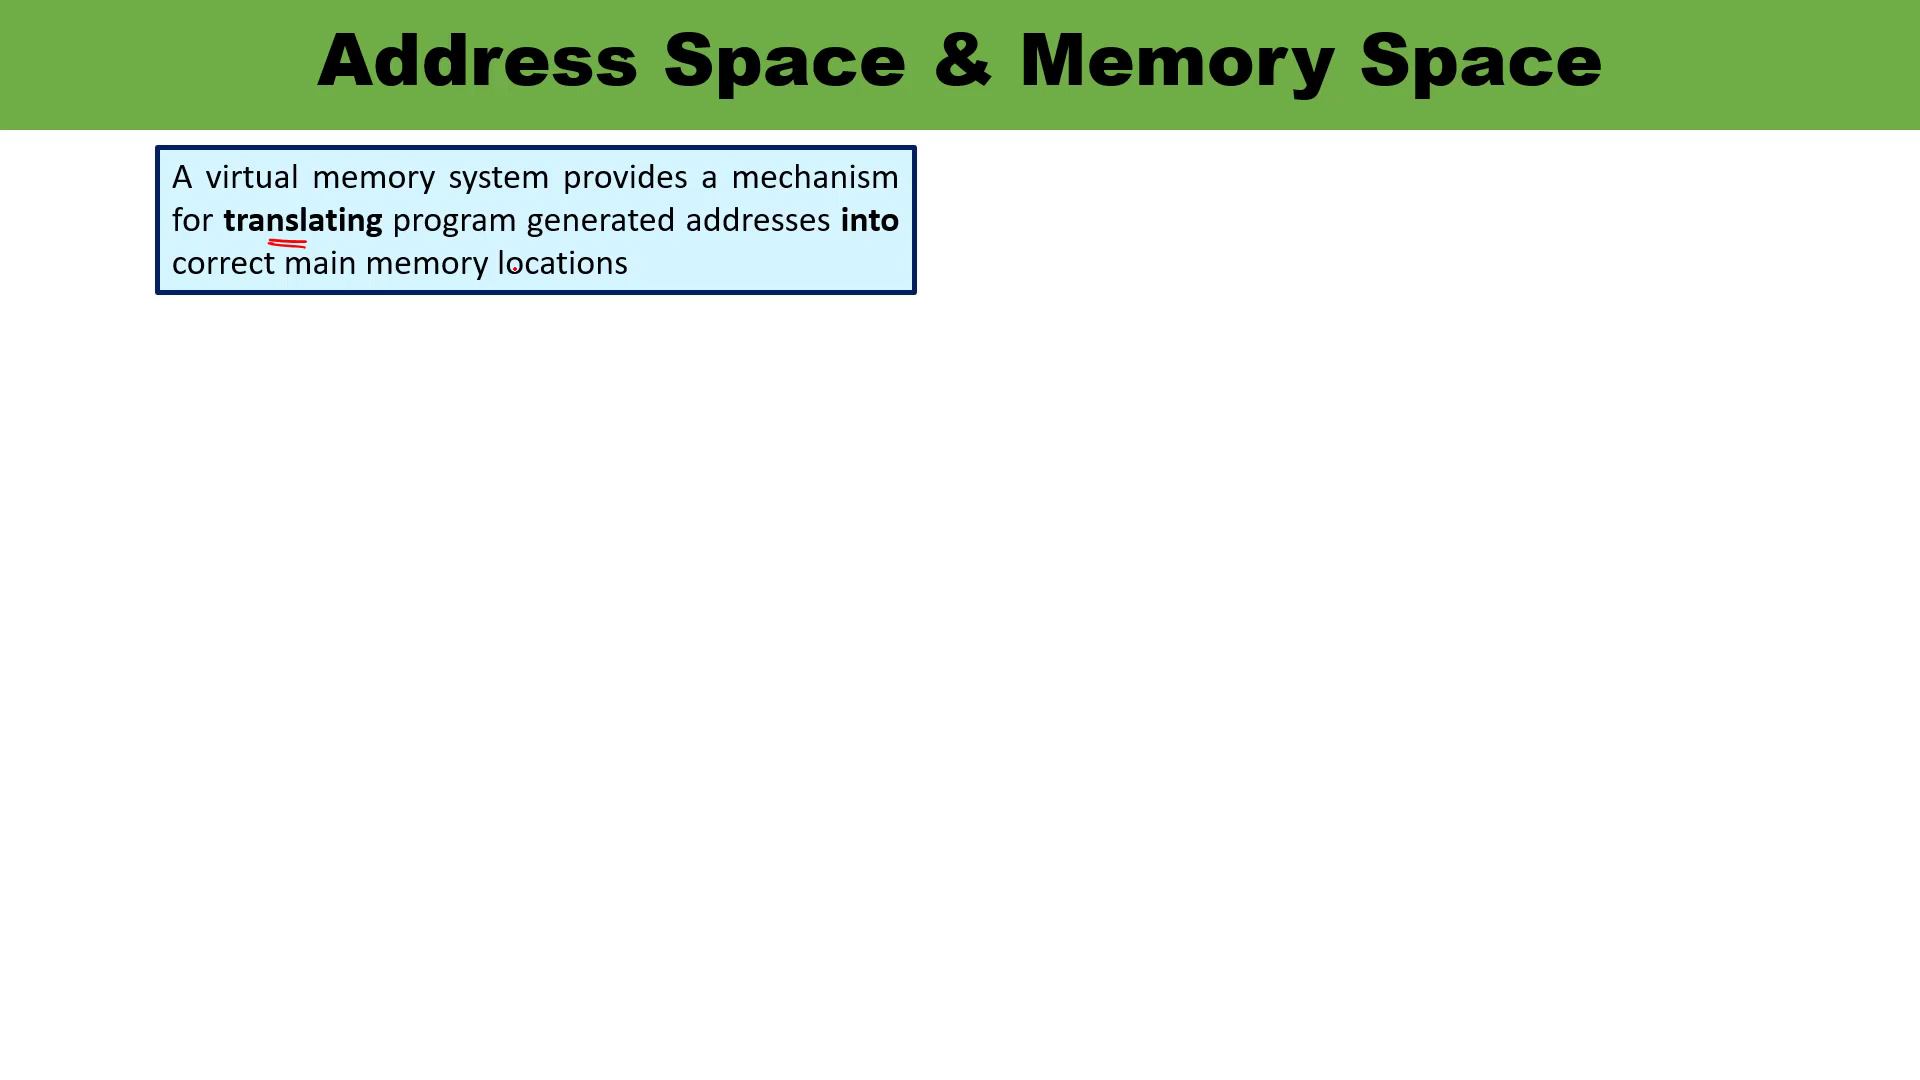 Address Space & Memory Space
A virtual memory system provides a mechanism
for translating program generated addresses into
correct main memory locations